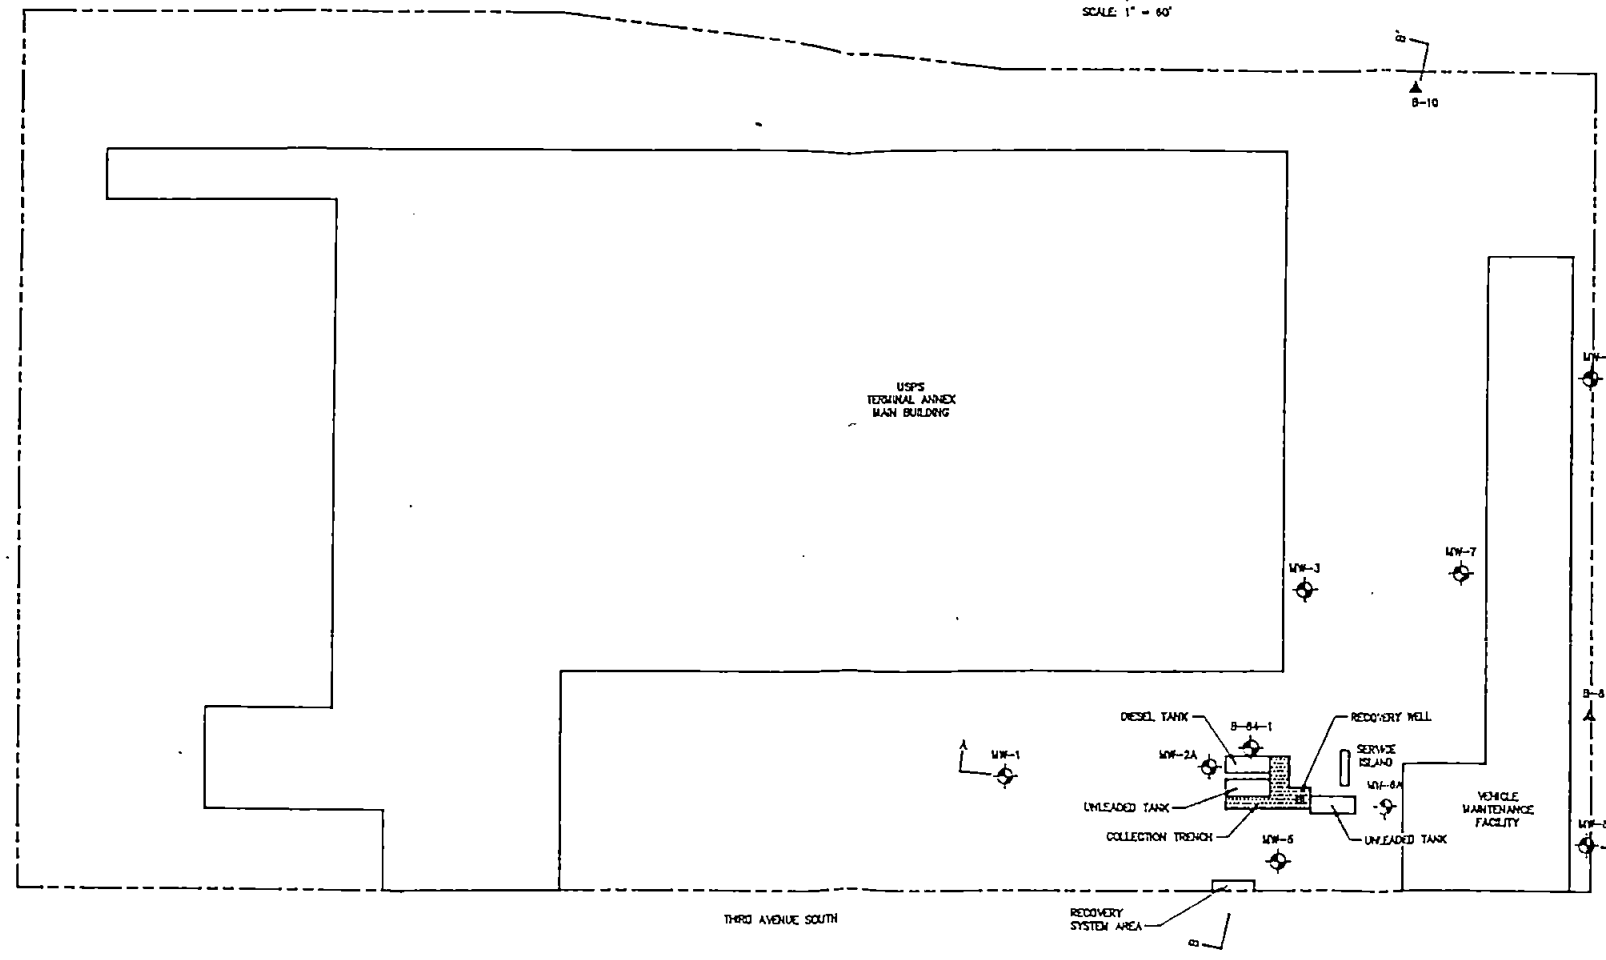 SCALE: 1" = 60'
B'
B-10
USPS
TERMINAL ANNEX
MAIN BUILDING
MW-
MW-3
MW-7
B-8
DIESEL TANK
B-84-1
RECOVERY WELL
A
MW-1
MW-2A
SERVICE
ISLAND
UNLEADED TANK
VEHICLE
MAINTENANCE
FACILITY
COLLECTION TRENCH
UNLEADED TANK
B
THIRD AVENUE SOUTH
RECOVERY
SYSTEM AREA